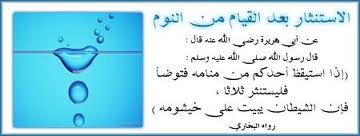 الاستنثار بعد القيام من النوم
عن أبي هريرة رضي الله عنه قال :
قال رسول الله صلى الله عليه وسلم :
(إذا استيقظ أحدكم من منامه فتوضأ
فليستنثر ثلاثا ،
فإن الشيطان يبيت على خيشومه )
رواه البخاري